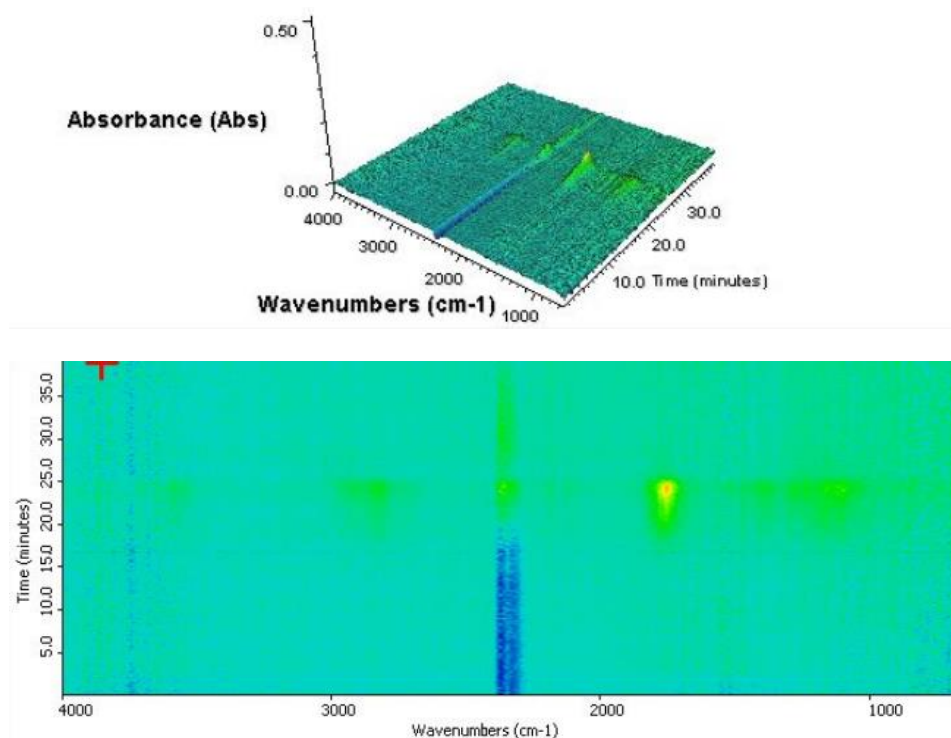 0.50
Absorbance (Abs)
0.00
4000
3000
2000
1000
Wavenumbers (cm-1)
10.0
20.0
30.0
Time (minutes)
35.0
30.0
25.0
20.0
15.0
10.0
5.0
Time (minutes)
4000 3000 2000 1000
Wavenumbers (cm-1)